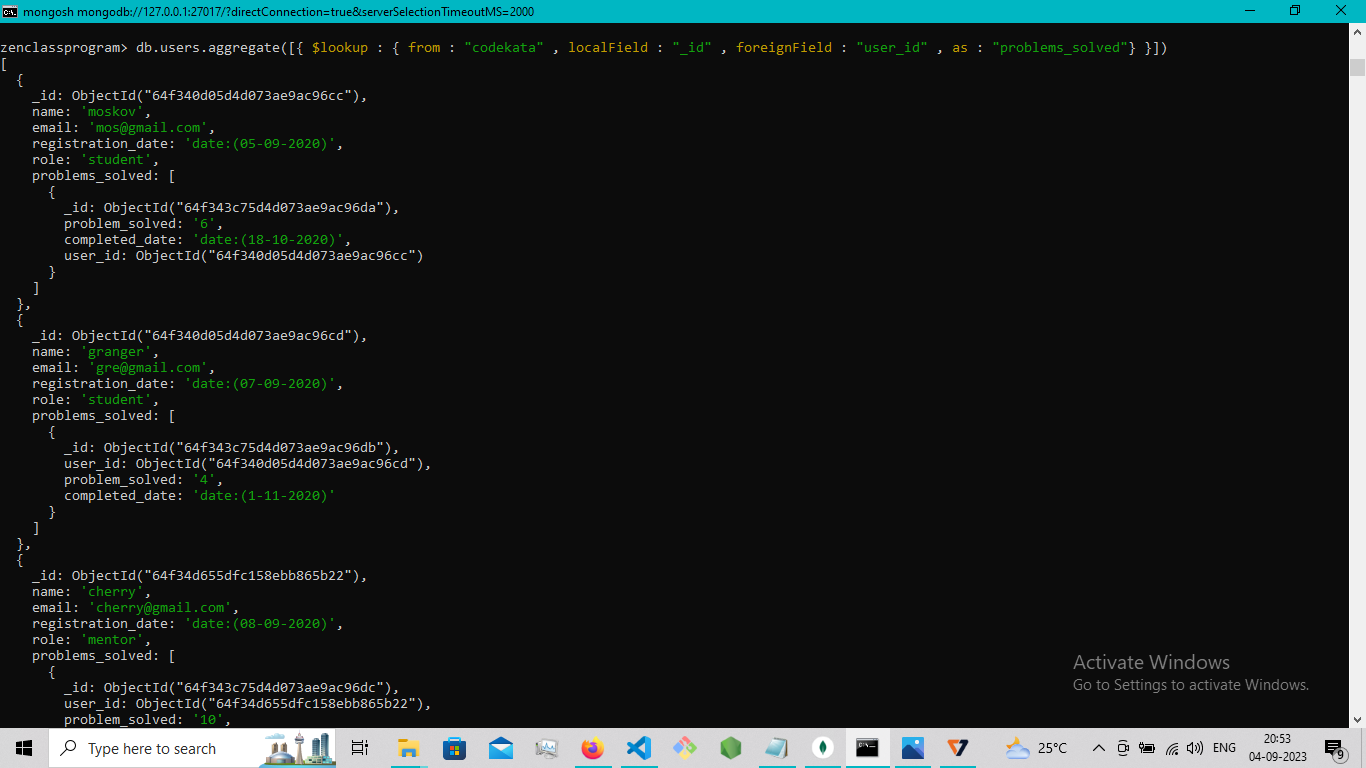 mongosh mongodb://127.0.0.1:27017/?directConnection=true&serverSelectionTimeoutMS=2000
zenclassprogram> db.users.aggregate([{ $lookup : { from : "codekata" , localField : "_id" , foreignField : "user_id" , as : "problems_solved"} }])
[
  {
    _id: ObjectId("64f340d05d4d073ae9ac96cc"),
    name: 'moskov',
    email: 'mos@gmail.com',
    registration_date: 'date:(05-09-2020)',
    role: 'student',
    problems_solved: [
      {
        _id: ObjectId("64f343c75d4d073ae9ac96da"),
        problem_solved: '6',
        completed_date: 'date:(18-10-2020)',
        user_id: ObjectId("64f340d05d4d073ae9ac96cc")
      }
    ]
  },
  {
    _id: ObjectId("64f340d05d4d073ae9ac96cd"),
    name: 'granger',
    email: 'gre@gmail.com',
    registration_date: 'date:(07-09-2020)',
    role: 'student',
    problems_solved: [
      {
        _id: ObjectId("64f343c75d4d073ae9ac96db"),
        user_id: ObjectId("64f340d05d4d073ae9ac96cd"),
        problem_solved: '4',
        completed_date: 'date:(1-11-2020)'
      }
    ]
  },
  {
    _id: ObjectId("64f34d655dfc158ebb865b22"),
    name: 'cherry',
    email: 'cherry@gmail.com',
    registration_date: 'date:(08-09-2020)',
    role: 'mentor',
    problems_solved: [
      {
        _id: ObjectId("64f343c75d4d073ae9ac96dc"),
        user_id: ObjectId("64f34d655dfc158ebb865b22"),
        problem_solved: '10',
Activate Windows
Go to Settings to activate Windows.
Type here to search
25°C
ENG
20:53
04-09-2023
9